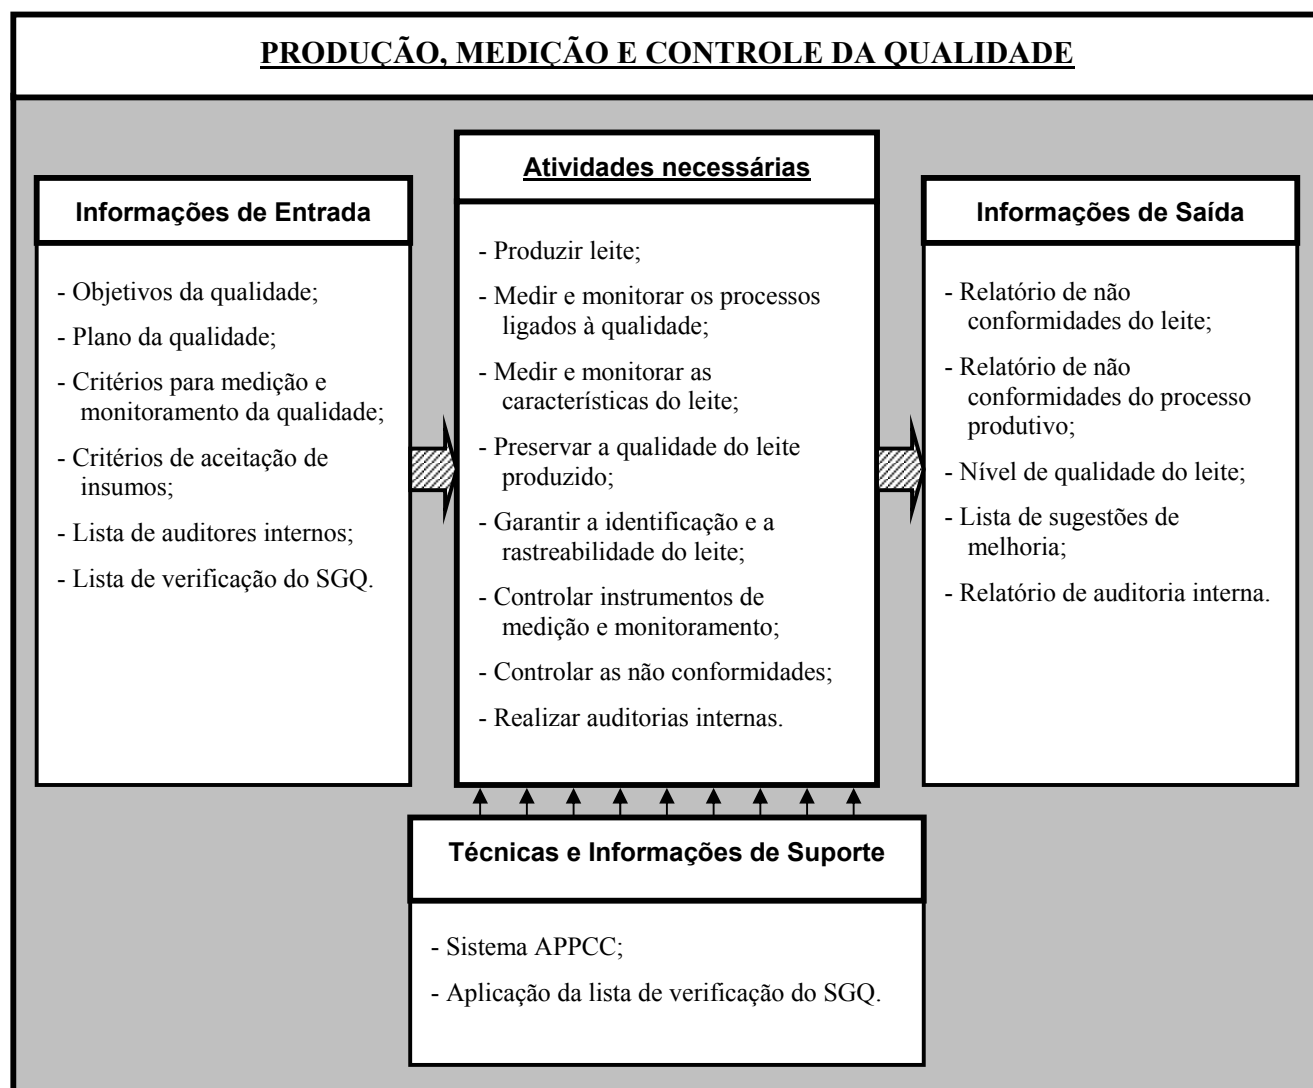 PRODUÇÃO, MEDIÇÃO E CONTROLE DA QUALIDADE
Informações de Entrada
- Objetivos da qualidade;
- Plano da qualidade;
- Critérios para medição e
monitoramento da qualidade;
- Critérios de aceitação de
insumos;
- Lista de auditores internos;
- Lista de verificação do SGQ.
Atividades necessárias
- Produzir leite;
- Medir e monitorar os processos
ligados à qualidade;
- Medir e monitorar as
características do leite;
- Preservar a qualidade do leite
produzido;
- Garantir a identificação e a
rastreabilidade do leite;
- Controlar instrumentos de
medição e monitoramento;
- Controlar as não conformidades;
- Realizar auditorias internas.
Informações de Saída
- Relatório de não
conformidades do leite;
- Relatório de não
conformidades do processo
produtivo;
- Nível de qualidade do leite;
- Lista de sugestões de
melhoria;
- Relatório de auditoria interna.
Técnicas e Informações de Suporte
- Sistema APPCC;
- Aplicação da lista de verificação do SGQ.